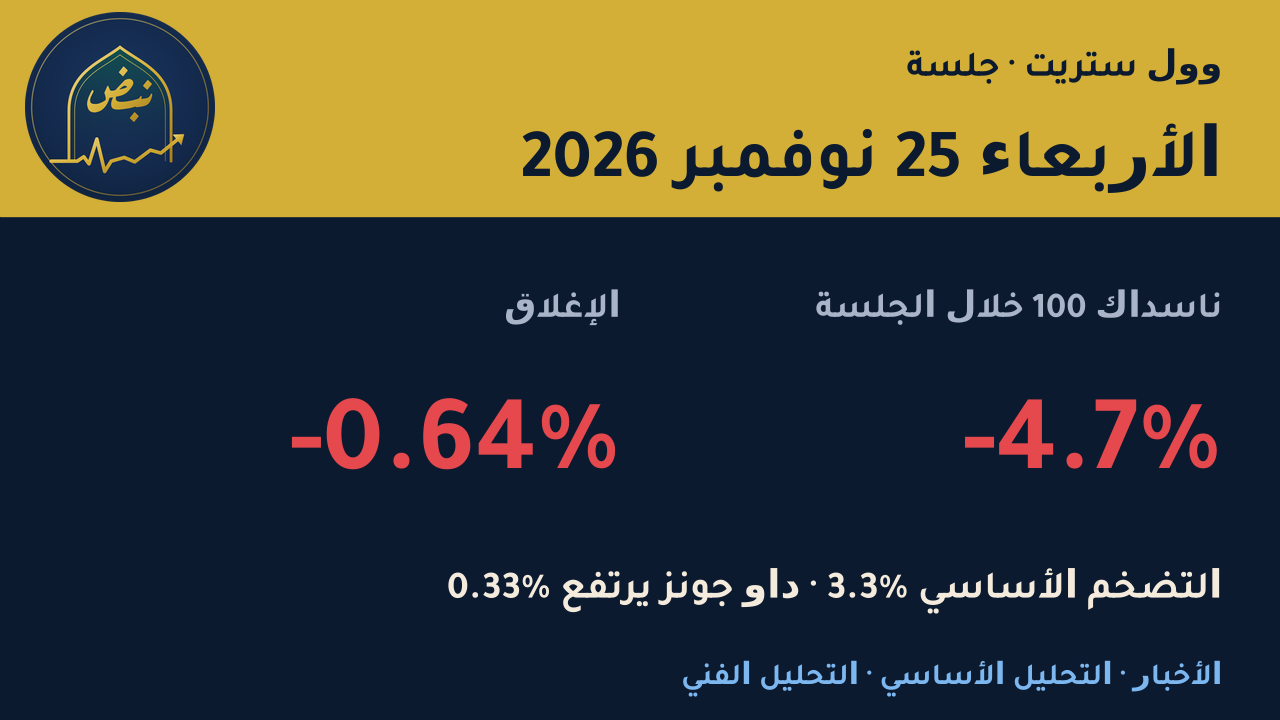 نبض
وول ستريت · جلسة
الأربعاء 25 نوفمبر 2026
ناسداك 100 خلال الجلسة
-4.7%
الإغلاق
-0.64%
التضخم الأساسي 3.3% · داو جونز يرتفع 0.33%
الأخبار · التحليل الأساسي · التحليل الفني